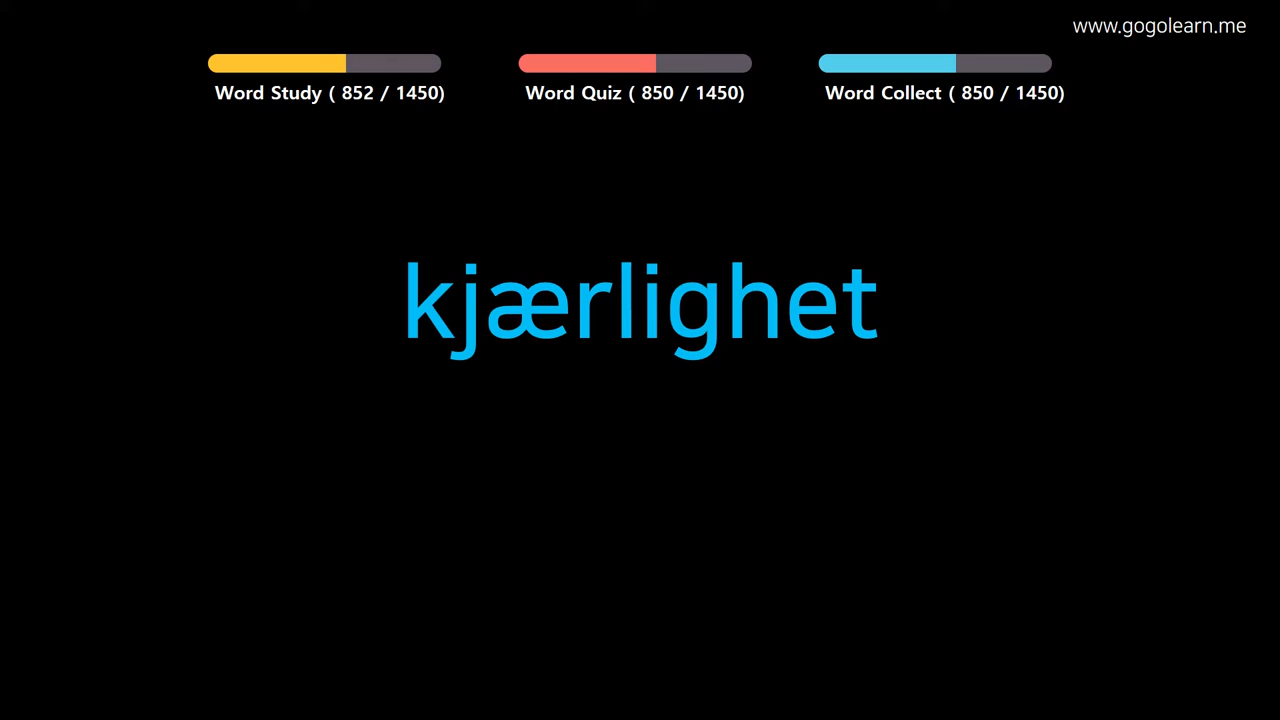 www.gogolearn.me
Word Study ( 852 / 1450)
Word Quiz ( 850 / 1450)
Word Collect ( 850 / 1450)
kjærlighet